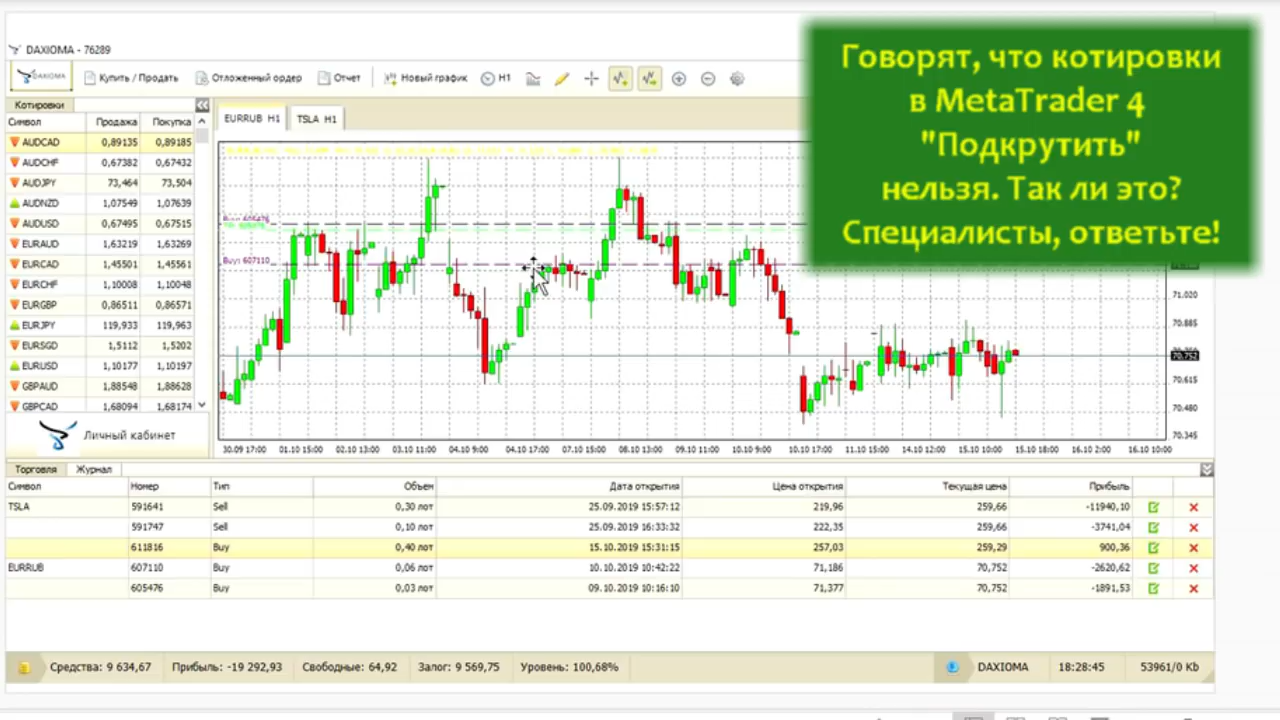 DAXIOMA - 76289
Говорят, что котировки
в MetaTrader 4
"Подкрутить"
нельзя. Так ли это?
Специалисты, ответьте!
DAXIOMA Купить / Продать Отложенный ордер Отчет Новый график H1
Котировки
EURRUB H1 TSLA H1
Символ Продажа Покупка
AUDCAD 0,89135 0,89185
AUDCHF 0,67382 0,67432
AUDJPY 73,464 73,504
AUDNZD 1,07549 1,07639
AUDUSD 0,67495 0,67515
EURAUD 1,63219 1,63269
EURCAD 1,45501 1,45561
EURCHF 1,10008 1,10048
EURGBP 0,86511 0,86571
EURJPY 119,933 119,963
EURSGD 1,5112 1,5202
EURUSD 1,10177 1,10197
GBPAUD 1,88548 1,88628
GBPCAD 1,68094 1,68174
Личный кабинет
Buy: 605476
Buy: 607110
71.020
70.885
70.752
70.615
70.480
70.345
30.09 17:00 01.10 15:00 02.10 13:00 03.10 11:00 04.10 9:00 04.10 17:00 07.10 15:00 08.10 13:00 09.10 11:00 10.10 9:00 10.10 17:00 11.10 15:00 15.10 10:00 15.10 18:00 16.10 2:00 16.10 10:00
Торговля Журнал
Символ Номер Тип Объем Дата открытия Цена открытия Текущая цена Прибыль
TSLA 591641 Sell 0,30 лот 25.09.2019 15:57:12 219,96 259,66 -11940,10
591747 Sell 0,10 лот 25.09.2019 16:33:32 222,35 259,66 -3741,04
611816 Buy 0,40 лот 15.10.2019 15:31:15 257,03 259,29 900,36
EURRUB 607110 Buy 0,06 лот 10.10.2019 10:42:22 71,186 70,752 -2620,62
605476 Buy 0,03 лот 09.10.2019 10:16:10 71,377 70,752 -1891,53
Средства: 9 634,67 Прибыль: -19 292,93 Свободные: 64,92 Залог: 9 569,75 Уровень: 100,68% DAXIOMA 18:28:45 53961/0 Kb